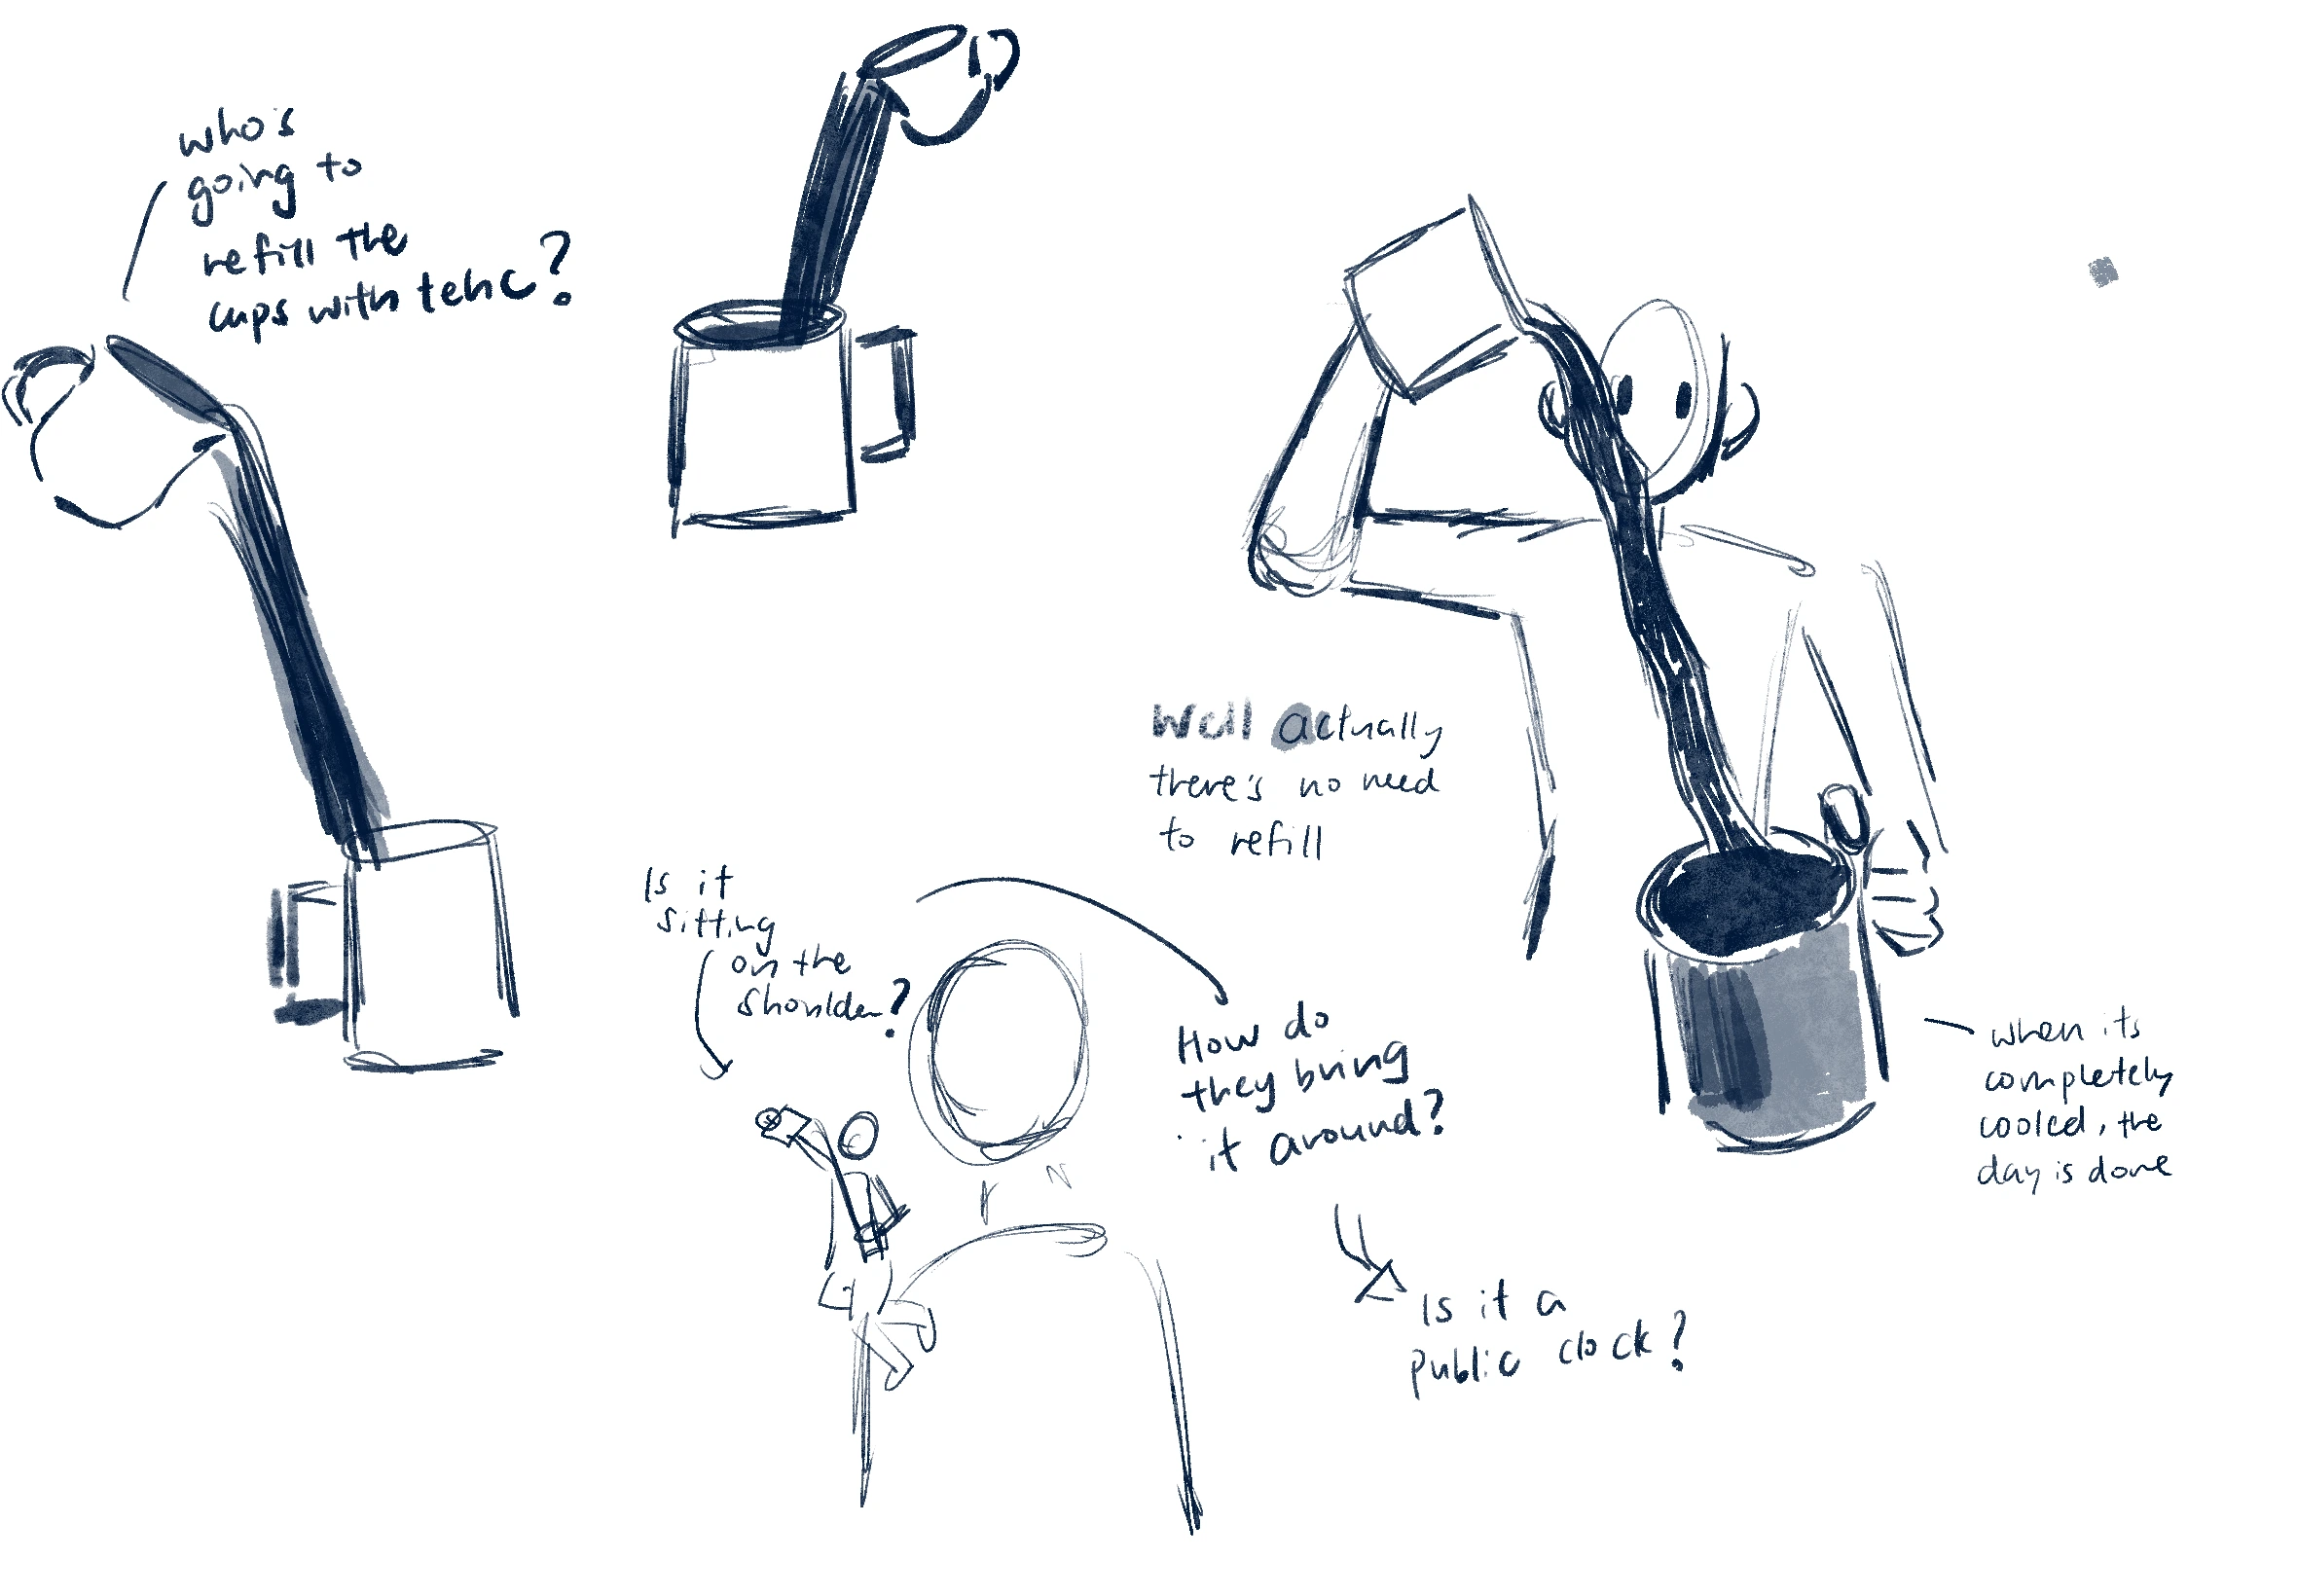 who's
going to
refill the
cups with tehc?
Well actually
there's no need
to refill
Is it
sitting
on the
shoulder?
How do
they bring
it around?
Is it a
public clock?
when its
completely
cooled, the
day is done